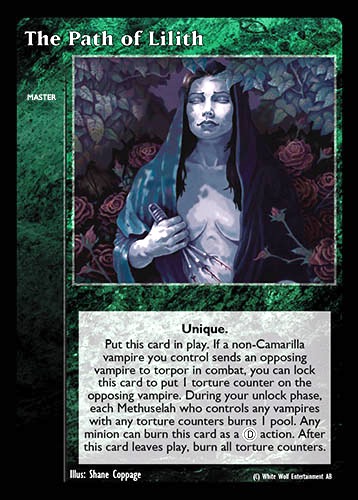 The Path of Lilith
MASTER
Unique.
Put this card in play. If a non-Camarilla
vampire you control sends an opposing
vampire to torpor in combat, you can lock
this card to put 1 torture counter on the
opposing vampire. During your unlock phase,
each Methuselah who controls any vampires
with any torture counters burns 1 pool. Any
minion can burn this card as a Ⓓ action. After
this card leaves play, burn all torture counters.
Illus: Shane Coppage
(C) White Wolf Entertainment AB